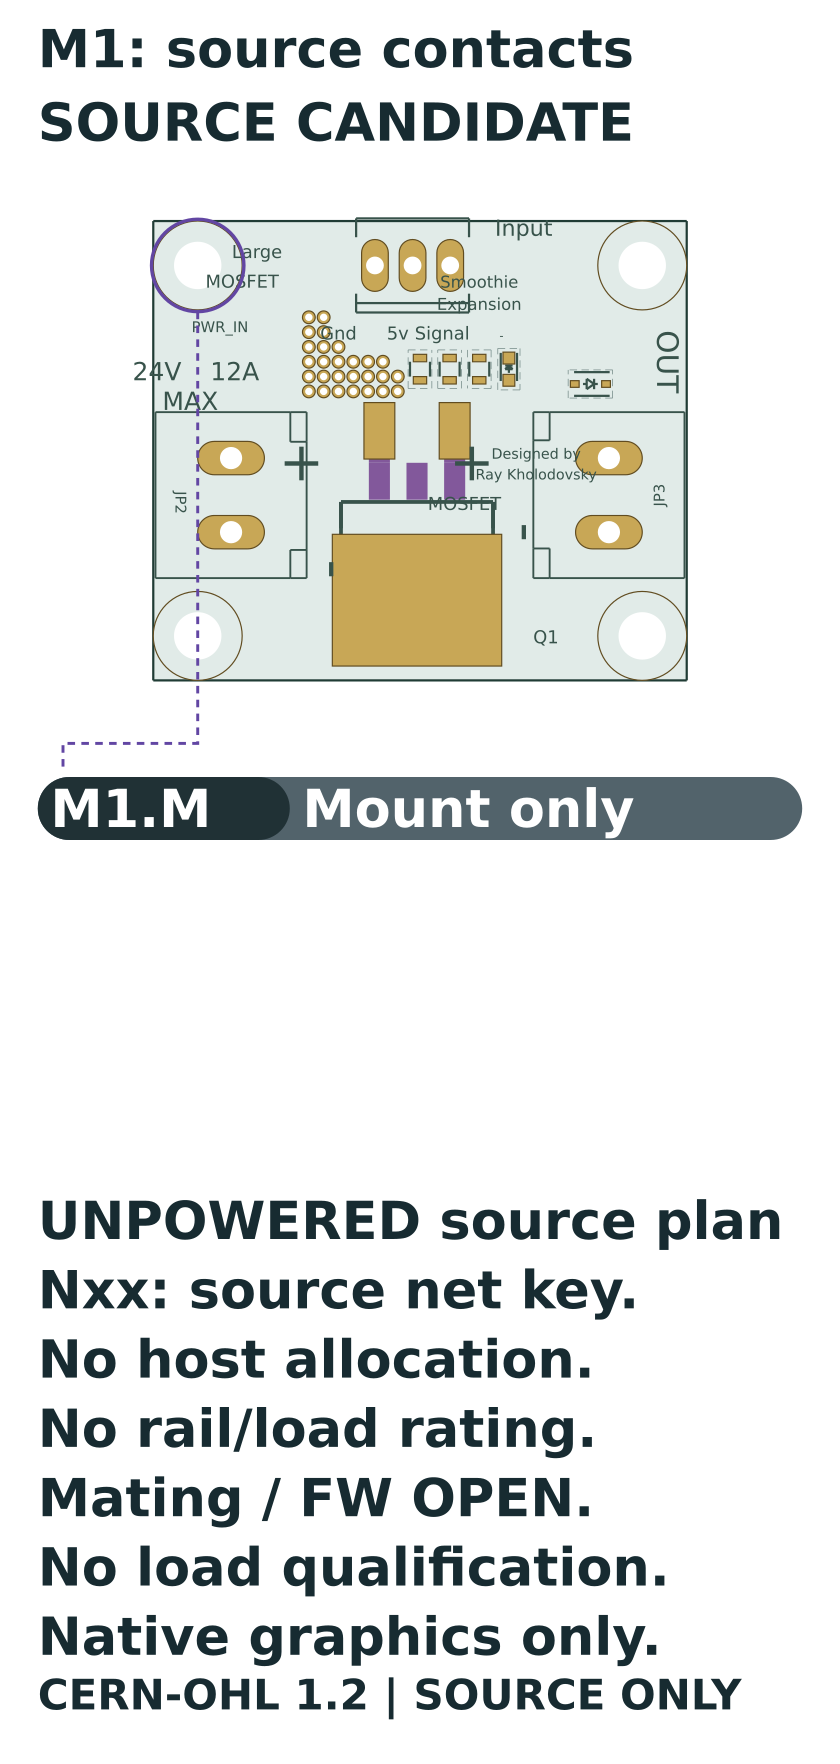 M1: source contacts
SOURCE CANDIDATE
Input
Large
MOSFET
Smoothie
Expansion
PWR_IN
Gnd 5v Signal -
OUT
24V 12A
MAX
+ +
Designed by
Ray Kholodovsky
JP2
JP3
MOSFET
-
-
Q1
M1.M Mount only
UNPOWERED source plan
Nxx: source net key.
No host allocation.
No rail/load rating.
Mating / FW OPEN.
No load qualification.
Native graphics only.
CERN-OHL 1.2 | SOURCE ONLY